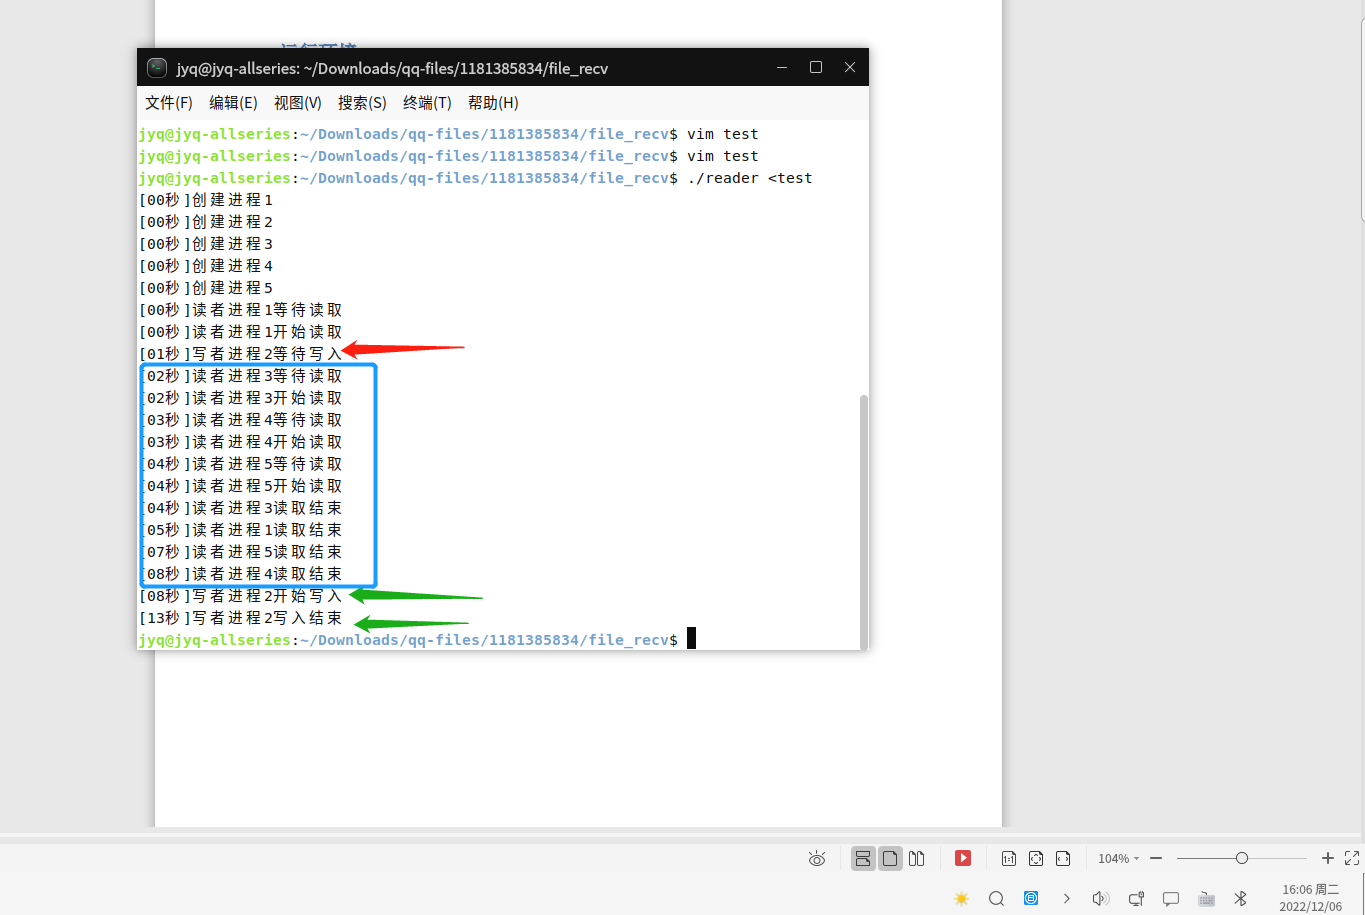 jyq@jyq-allseries: ~/Downloads/qq-files/1181385834/file_recv
文件(F) 编辑(E) 视图(V) 搜索(S) 终端(T) 帮助(H)
jyq@jyq-allseries:~/Downloads/qq-files/1181385834/file_recv$ vim test
jyq@jyq-allseries:~/Downloads/qq-files/1181385834/file_recv$ vim test
jyq@jyq-allseries:~/Downloads/qq-files/1181385834/file_recv$ ./reader <test
[00秒]创建进程1
[00秒]创建进程2
[00秒]创建进程3
[00秒]创建进程4
[00秒]创建进程5
[00秒]读者进程1等待读取
[00秒]读者进程1开始读取
[01秒]写者进程2等待写入
[02秒]读者进程3等待读取
[02秒]读者进程3开始读取
[03秒]读者进程4等待读取
[03秒]读者进程4开始读取
[04秒]读者进程5等待读取
[04秒]读者进程5开始读取
[04秒]读者进程3读取结束
[05秒]读者进程1读取结束
[07秒]读者进程5读取结束
[08秒]读者进程4读取结束
[08秒]写者进程2开始写入
[13秒]写者进程2写入结束
jyq@jyq-allseries:~/Downloads/qq-files/1181385834/file_recv$
1:1
104%
16:06 周二
2022/12/06